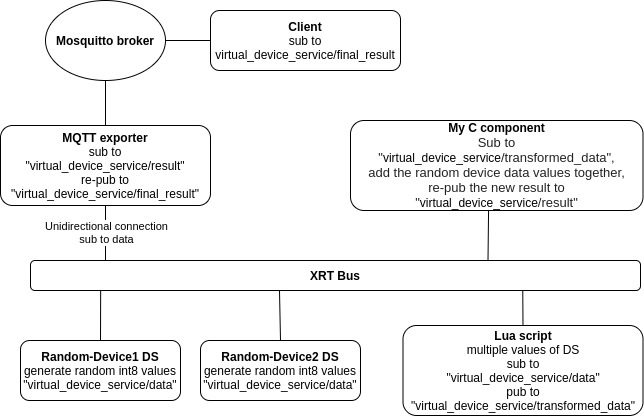 Mosquitto broker
Client
sub to
virtual_device_service/final_result
MQTT exporter
sub to
"virtual_device_service/result"
re-pub to
"virtual_device_service/final_result"
My C component
Sub to
"virtual_device_service/transformed_data",
add the random device data values together,
re-pub the new result to
"virtual_device_service/result"
Unidirectional connection
sub to data
XRT Bus
Random-Device1 DS
generate random int8 values
"virtual_device_service/data"
Random-Device2 DS
generate random int8 values
"virtual_device_service/data"
Lua script
multiple values of DS
sub to
"virtual_device_service/data"
pub to
"virtual_device_service/transformed_data"